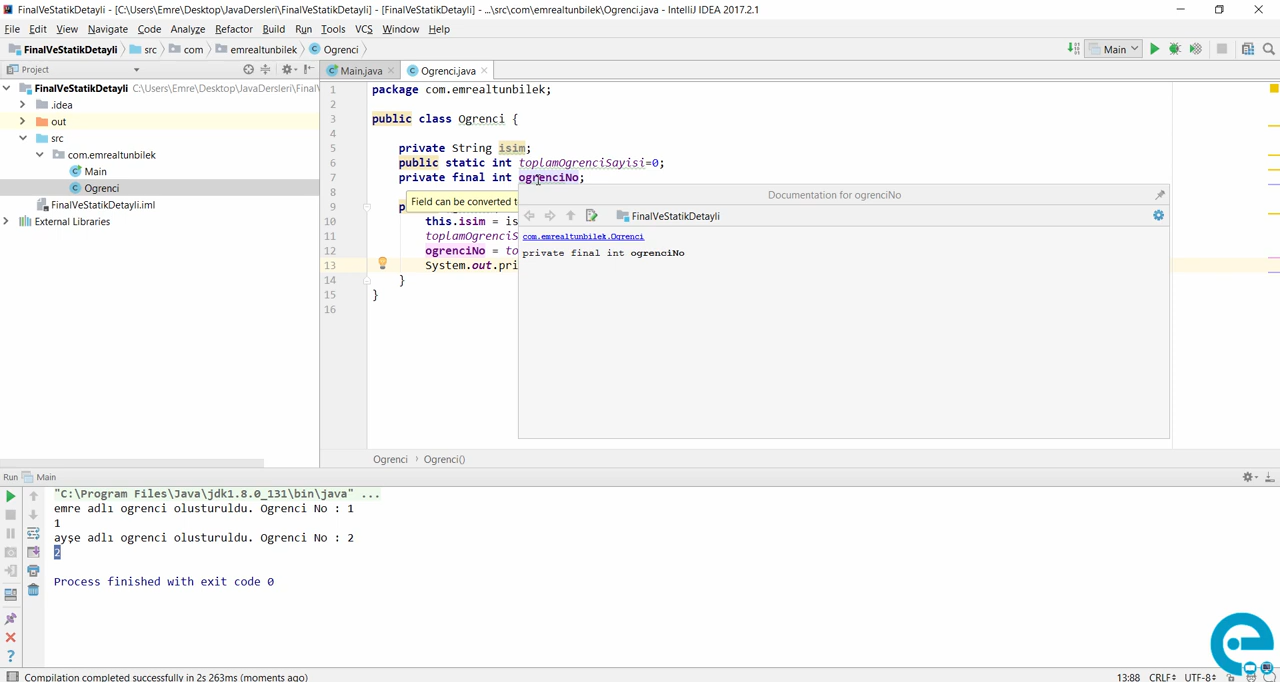 FinalVeStatikDetayli - [C:\Users\Emre\Desktop\JavaDersleri\FinalVeStatikDetayli] - [FinalVeStatikDetayli] - ...\src\com\emrealtunbilek\Ogrenci.java - IntelliJ IDEA 2017.2.1
File Edit View Navigate Code Analyze Refactor Build Run Tools VCS Window Help
FinalVeStatikDetayli src com emrealtunbilek Ogrenci Main
Project Main.java Ogrenci.java
FinalVeStatikDetayli C:\Users\Emre\Desktop\JavaDersleri\FinalV
.idea
out
src
com.emrealtunbilek
Main
Ogrenci
FinalVeStatikDetayli.iml
External Libraries
1 package com.emrealtunbilek;
2
3 public class Ogrenci {
4
5 private String isim;
6 public static int toplamOgrenciSayisi=0;
7 private final int ogrenciNo;
8
9 p
Field can be converted t
10 this.isim = is
11 toplamOgrenciS
12 ogrenciNo = to
13 System.out.pri
14 }
15 }
16
Documentation for ogrenciNo
FinalVeStatikDetayli
com.emrealtunbilek.Ogrenci
private final int ogrenciNo
Ogrenci Ogrenci()
Run Main
"C:\Program Files\Java\jdk1.8.0_131\bin\java" ...
emre adlı ogrenci olusturuldu. Ogrenci No : 1
1
ayşe adlı ogrenci olusturuldu. Ogrenci No : 2
2
Process finished with exit code 0
Compilation completed successfully in 2s 263ms (moments ago) 13:88 CRLF UTF-8